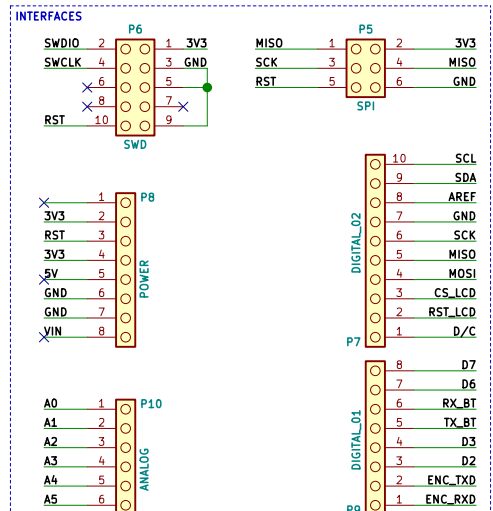 INTERFACES
P6
SWDIO 2 1 3V3
SWCLK 4 3 GND
6 5
8 7
RST 10 9
SWD
P5
MISO 1 2 3V3
SCK 3 4 MISO
RST 5 6 GND
SPI
P8
1
3V3 2
RST 3
3V3 4
5V 5
GND 6
GND 7
VIN 8
POWER
10 SCL
9 SDA
8 AREF
7 GND
6 SCK
5 MISO
4 MOSI
3 CS_LCD
2 RST_LCD
1 D/C
DIGITAL_02
P7
P10
A0 1
A1 2
A2 3
A3 4
A4 5
A5 6
ANALOG
8 D7
7 D6
6 RX_BT
5 TX_BT
4 D3
3 D2
2 ENC_TXD
1 ENC_RXD
DIGITAL_01
P9